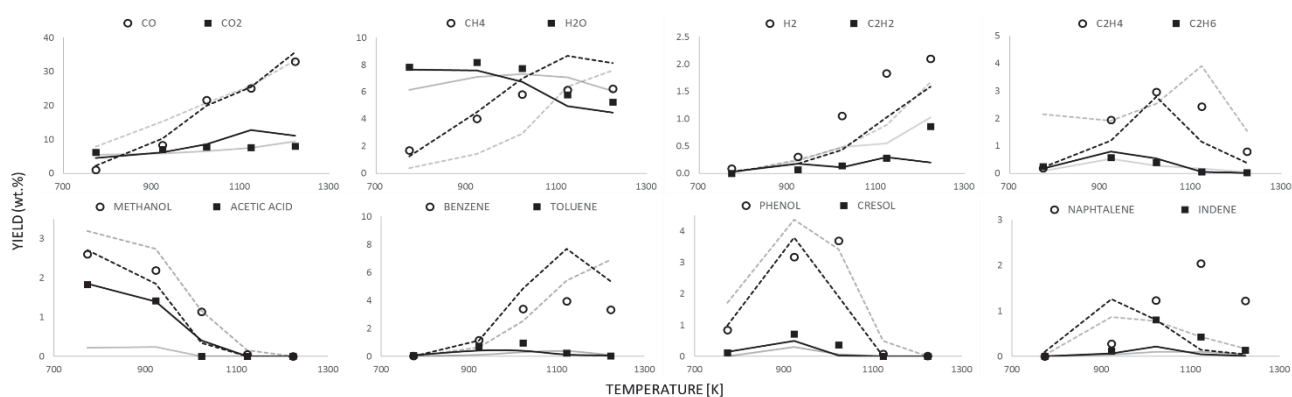 CO CO2
CH4 H2O
H2 C2H2
C2H4 C2H6
40
30
20
10
0
700 900 1100 1300
10
8
6
4
2
0
700 900 1100 1300
2.5
2.0
1.5
1.0
0.5
0.0
700 900 1100 1300
5
4
3
2
1
0
700 900 1100 1300
YIELD (wt.%)
METHANOL ACETIC ACID
BENZENE TOLUENE
PHENOL CRESOL
NAPHTALENE INDENE
3
2
1
0
700 900 1100 1300
10
8
6
4
2
0
700 900 1100 1300
4
3
2
1
0
700 900 1100 1300
3
2
1
0
700 900 1100 1300
TEMPERATURE [K]